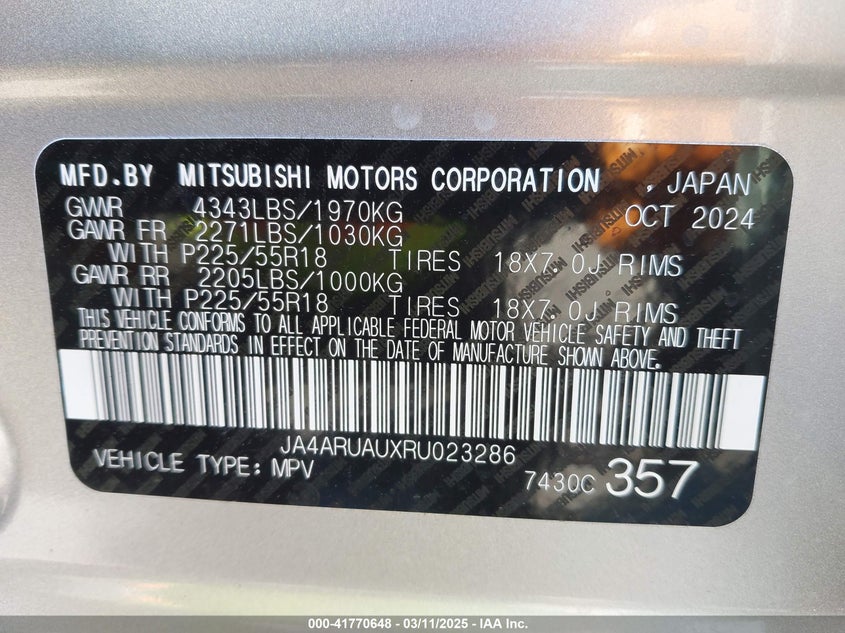 MFD.BY MITSUBISHI MOTORS CORPORATION , JAPAN
GVWR 4343LBS/1970KG OCT 2024
GAWR FR 2271LBS/1030KG
WITH P225/55R18 TIRES 18X7.0J RIMS
GAWR RR 2205LBS/1000KG
WITH P225/55R18 TIRES 18X7.0J RIMS
THIS VEHICLE CONFORMS TO ALL APPLICABLE FEDERAL MOTOR VEHICLE SAFETY AND THEFT
PREVENTION STANDARDS IN EFFECT ON THE DATE OF MANUFACTURE SHOWN ABOVE.
JA4ARUAUXRU023286
VEHICLE TYPE: MPV 7430C 357
000-41770648 - 03/11/2025 - IAA Inc.